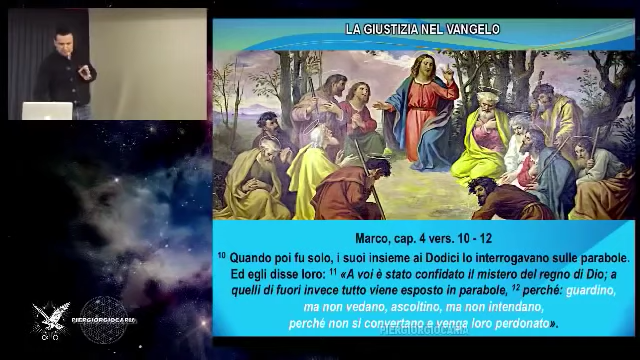 LA GIUSTIZIA NEL VANGELO
Marco, cap. 4 vers. 10 - 12
10 Quando poi fu solo, i suoi insieme ai Dodici lo interrogavano sulle parabole.
Ed egli disse loro: 11 «A voi è stato confidato il mistero del regno di Dio; a
quelli di fuori invece tutto viene esposto in parabole, 12 perché: guardino,
ma non vedano, ascoltino, ma non intendano,
perché non si convertano e venga loro perdonato».
PIERGIORGIOCARIA
PIERGIORGIOCARIA